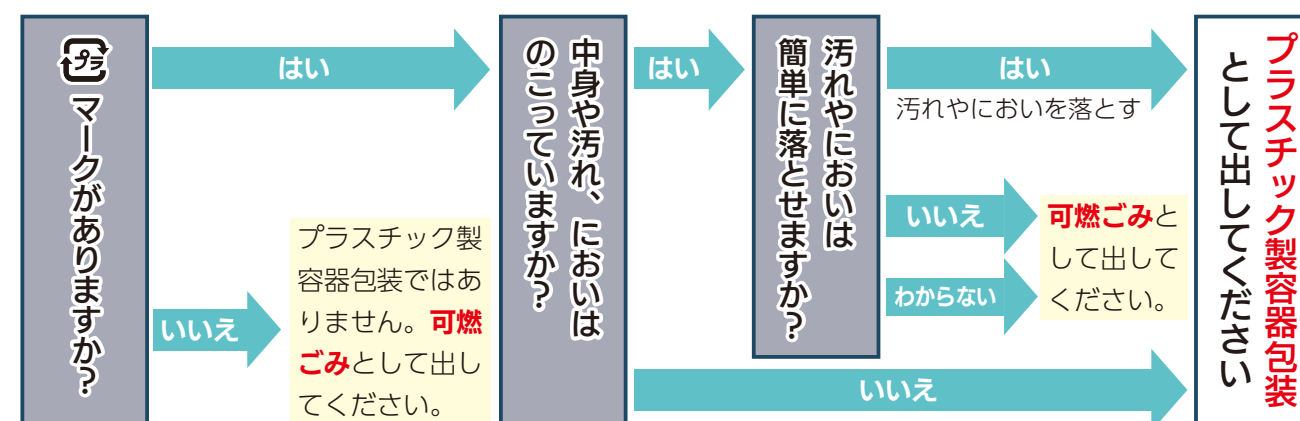 プラ マークがありますか？
はい
いいえ
プラスチック製
容器包装ではあ
りません。可燃
ごみとして出し
てください。
中身や汚れ、においは
のこっていますか？
はい
汚れやにおいは
簡単に落とせますか？
はい
汚れやにおいを落とす
いいえ
わからない
可燃ごみと
して出して
ください。
いいえ
プラスチック製容器包装
として出してください